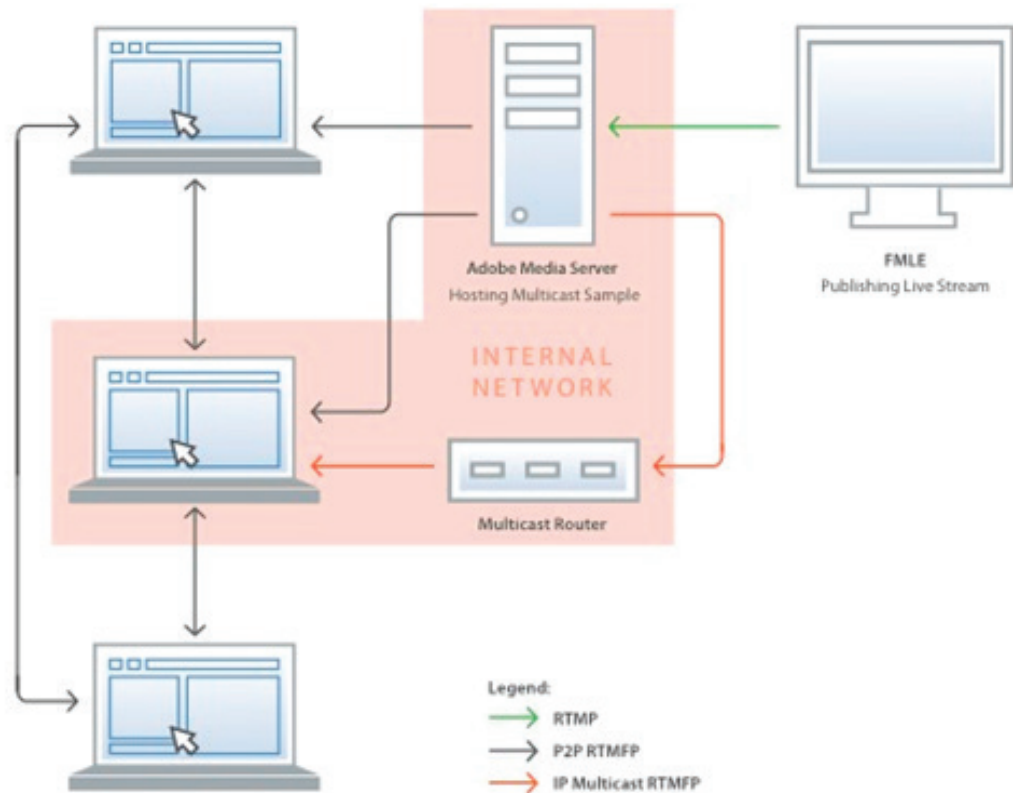 Adobe Media Server
Hosting Multicast Sample
FMLE
Publishing Live Stream
INTERNAL
NETWORK
Multicast Router
Legend:
RTMP
P2P RTMFP
IP Multicast RTMFP